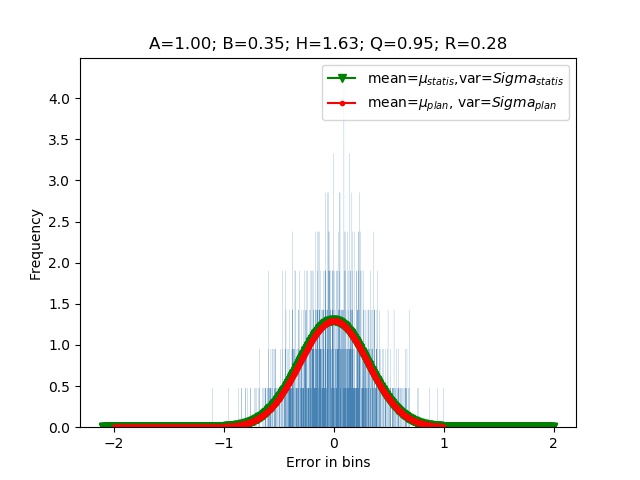 A=1.00; B=0.35; H=1.63; Q=0.95; R=0.28
mean=μstatis,var=Sigmastatis
mean=μplan, var=Sigmaplan
4.0
3.5
3.0
2.5
2.0
1.5
1.0
0.5
0.0
Frequency
−2
−1
0
1
2
Error in bins